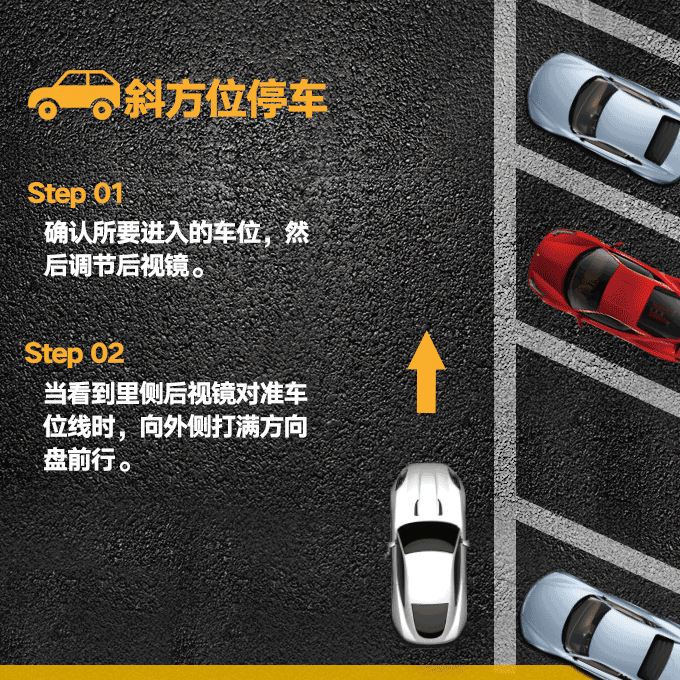 斜方位停车
Step 01
确认所要进入的车位，然
后调节后视镜。
Step 02
当看到里侧后视镜对准车
位线时，向外侧打满方向
盘前行。